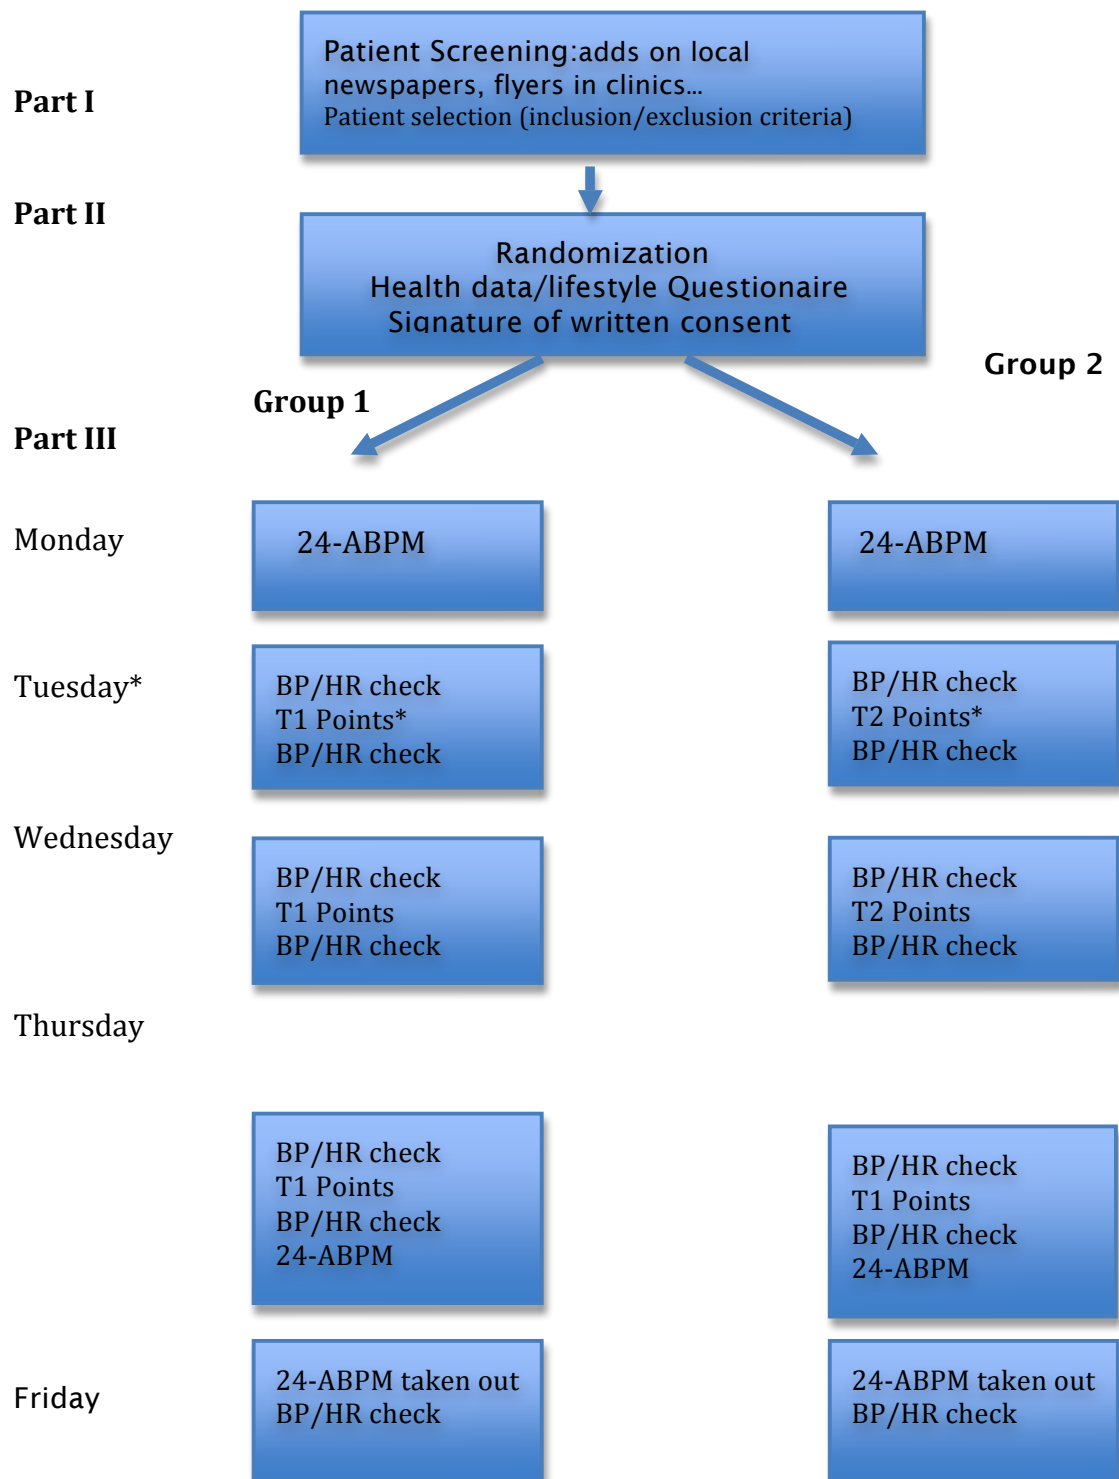 Part I
Patient Screening:adds on local
newspapers, flyers in clinics…
Patient selection (inclusion/exclusion criteria)
Part II
Randomization
Health data/lifestyle Questionaire
Signature of written consent
Group 1
Group 2
Part III
Monday
24-ABPM
24-ABPM
Tuesday*
BP/HR check
T1 Points*
BP/HR check
BP/HR check
T2 Points*
BP/HR check
Wednesday
BP/HR check
T1 Points
BP/HR check
BP/HR check
T2 Points
BP/HR check
Thursday
BP/HR check
T1 Points
BP/HR check
24-ABPM
BP/HR check
T1 Points
BP/HR check
24-ABPM
Friday
24-ABPM taken out
BP/HR check
24-ABPM taken out
BP/HR check